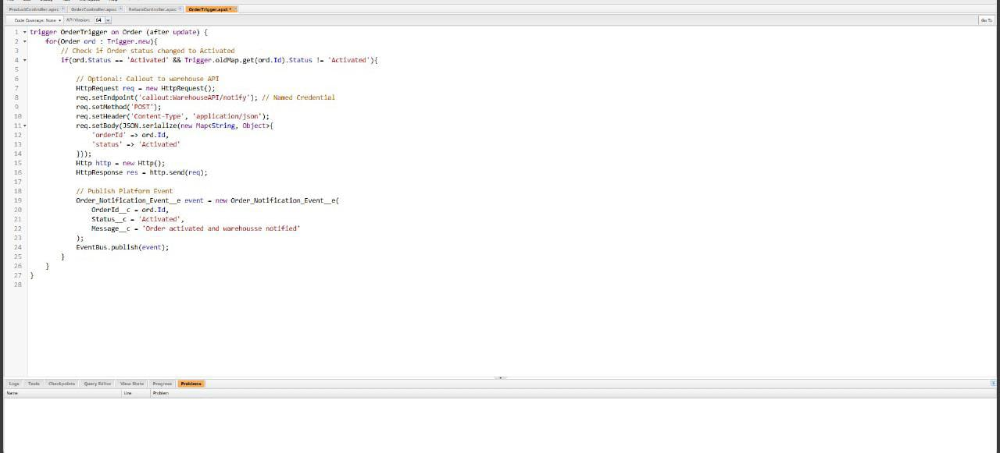 ProductController.apxc
OrderController.apxc
ReturnController.apxc
OrderTrigger.apxt *
Code Coverage: None
API Version: 64
Go To
1 trigger OrderTrigger on Order (after update) {
2 for(Order ord : Trigger.new){
3 // Check if Order status changed to Activated
4 if(ord.Status == 'Activated' && Trigger.oldMap.get(ord.Id).Status != 'Activated'){
5
6 // Optional: Callout to warehouse API
7 HttpRequest req = new HttpRequest();
8 req.setEndpoint('callout:WarehouseAPI/notify'); // Named Credential
9 req.setMethod('POST');
10 req.setHeader('Content-Type', 'application/json');
11 req.setBody(JSON.serialize(new Map<String, Object>{
12 'orderId' => ord.Id,
13 'status' => 'Activated'
14 }));
15 Http http = new Http();
16 HttpResponse res = http.send(req);
17
18 // Publish Platform Event
19 Order_Notification_Event__e event = new Order_Notification_Event__e(
20 OrderId__c = ord.Id,
21 Status__c = 'Activated',
22 Message__c = 'Order activated and warehousse notified'
23 );
24 EventBus.publish(event);
25 }
26 }
27 }
28
Logs Tests Checkpoints Query Editor View State Progress Problems
Name Line Problem